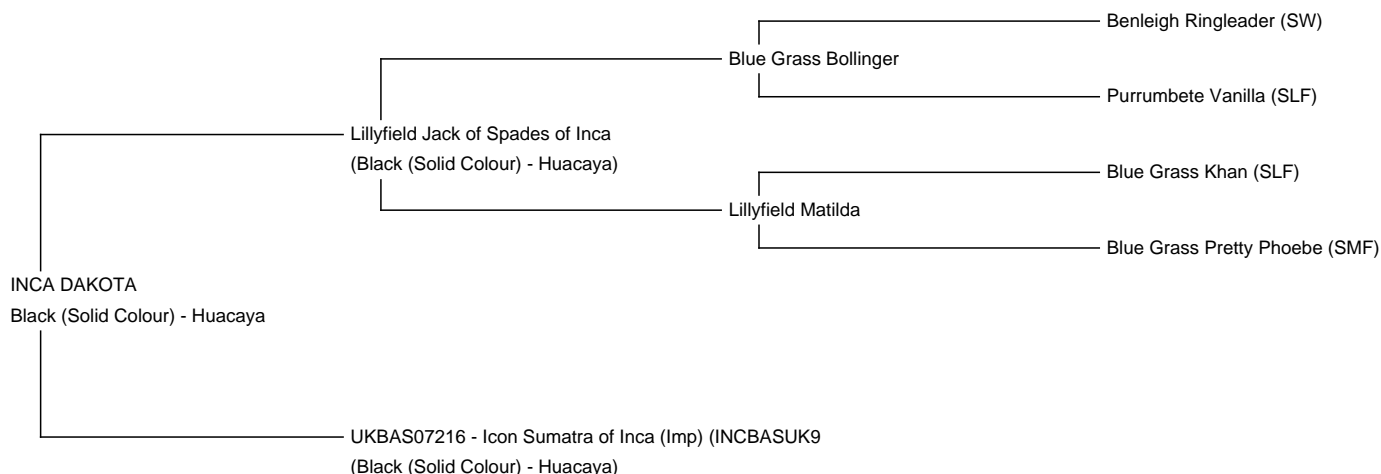 Benleigh Ringleader (SW)
Blue Grass Bollinger
Purrumbete Vanilla (SLF)
Lillyfield Jack of Spades of Inca
(Black (Solid Colour) - Huacaya)
Blue Grass Khan (SLF)
Lillyfield Matilda
Blue Grass Pretty Phoebe (SMF)
INCA DAKOTA
Black (Solid Colour) - Huacaya
UKBAS07216 - Icon Sumatra of Inca (Imp) (INCBASUK9
(Black (Solid Colour) - Huacaya)